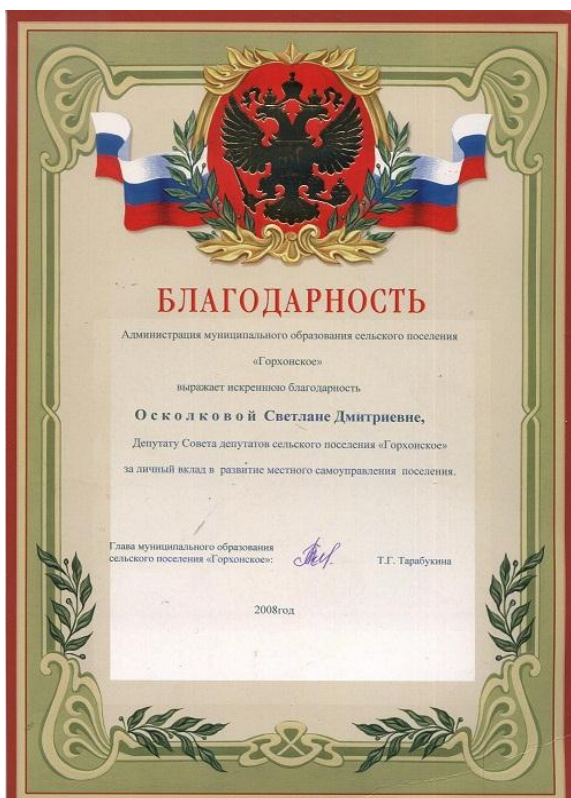 БЛАГОДАРНОСТЬ
Администрация муниципального образования сельского поселения
«Горхонское»
выражает искреннюю благодарность
Осколковой Светлане Дмитриевне,
Депутату Совета депутатов сельского поселения «Горхонское»
за личный вклад в развитие местного самоуправления поселения.
Глава муниципального образования
сельского поселения «Горхонское»: Т.Г. Тарабукина
2008год